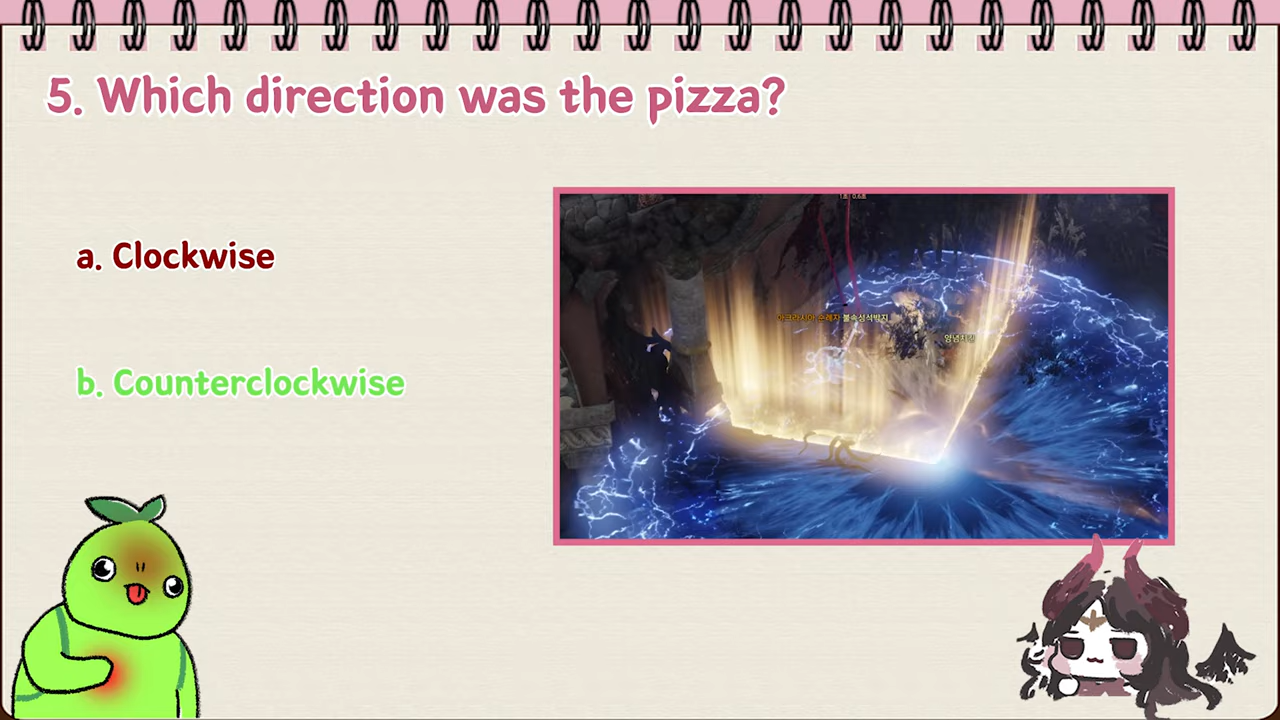 5. Which direction was the pizza?
a. Clockwise
b. Counterclockwise